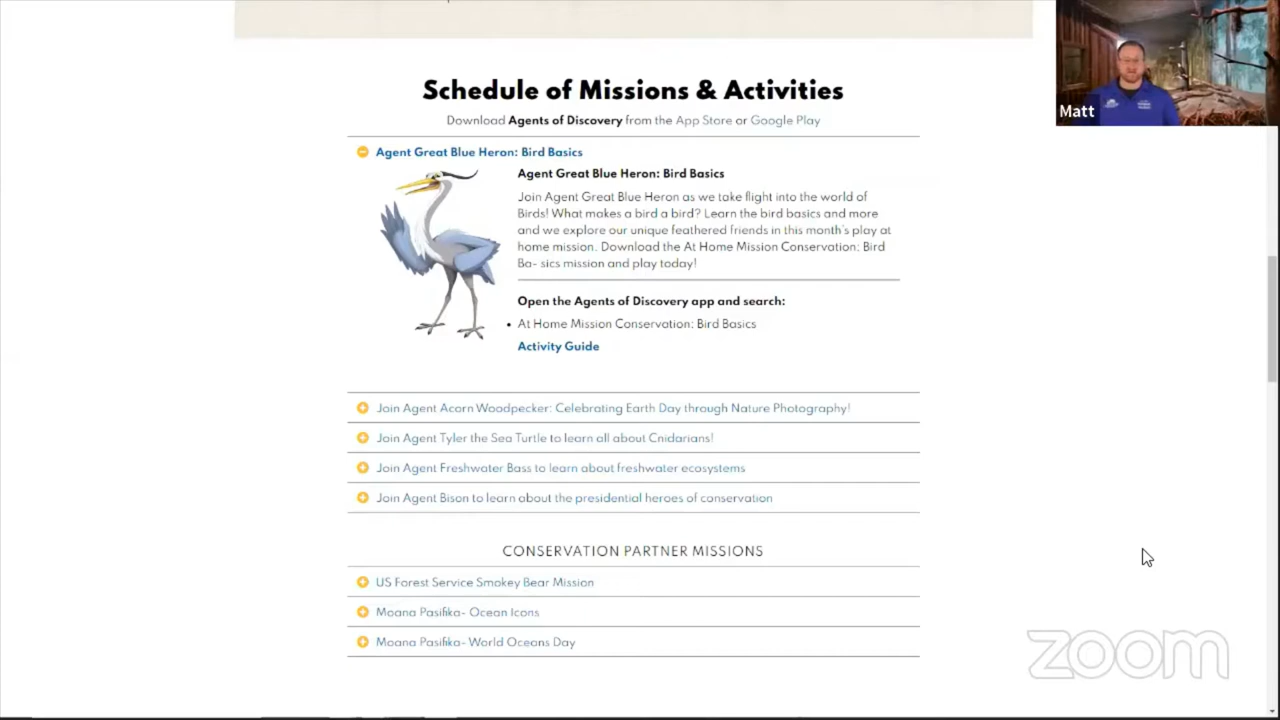 Schedule of Missions & Activities
Matt
Download Agents of Discovery from the App Store or Google Play
Agent Great Blue Heron: Bird Basics
Agent Great Blue Heron: Bird Basics
Join Agent Great Blue Heron as we take flight into the world of
Birds! What makes a bird a bird? Learn the bird basics and more
and we explore our unique feathered friends in this month's play at
home mission. Download the At Home Mission Conservation: Bird
Ba- sics mission and play today!
Open the Agents of Discovery app and search:
• At Home Mission Conservation: Bird Basics
Activity Guide
Join Agent Acorn Woodpecker: Celebrating Earth Day through Nature Photography!
Join Agent Tyler the Sea Turtle to learn all about Cnidarians!
Join Agent Freshwater Bass to learn about freshwater ecosystems
Join Agent Bison to learn about the presidential heroes of conservation
CONSERVATION PARTNER MISSIONS
US Forest Service Smokey Bear Mission
Moana Pasifika- Ocean Icons
Moana Pasifika- World Oceans Day
zoom